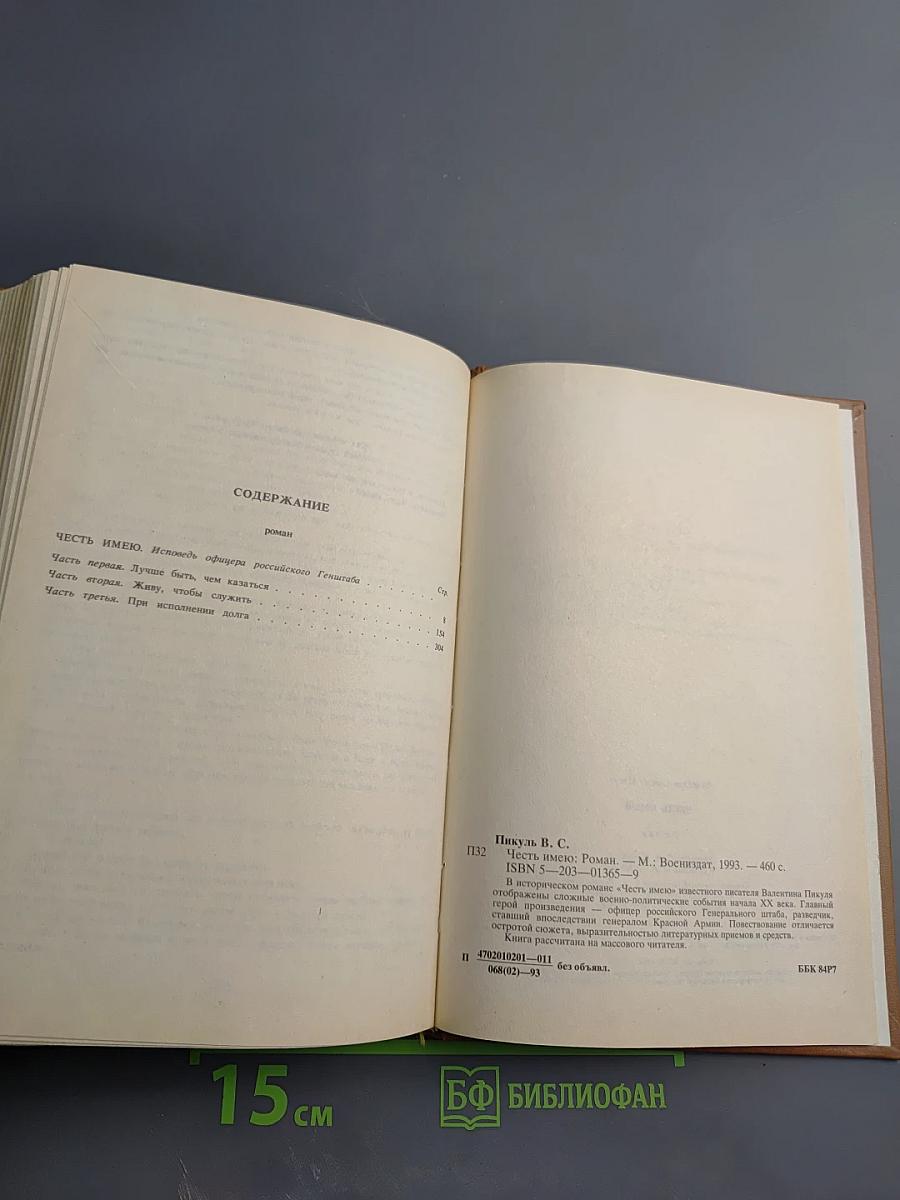 СОДЕРЖАНИЕ
роман
ЧЕСТЬ ИМЕЮ. Исповедь офицера российского Генштаба . . . . . . . Стр.
Часть первая. Лучше быть, чем казаться . . . . . . . . . . . . . 8
Часть вторая. Живу, чтобы служить . . . . . . . . . . . . . . 154
Часть третья. При исполнении долга . . . . . . . . . . . . . . 304
Пикуль В. С.
П32 Честь имею: Роман. — М.: Воениздат, 1993. — 460 с.
ISBN 5—203—01365—9
В историческом романе «Честь имею» известного писателя Валентина Пикуля
отображены сложные военно-политические события начала XX века. Главный
герой произведения — офицер российского Генерального штаба, разведчик,
ставший впоследствии генералом Красной Армии. Повествование отличается
остротой сюжета, выразительностью литературных приемов и средств.
Книга рассчитана на массового читателя.
П 4702010201—011
068(02)—93 без объявл. ББК 84Р7
15 см БФ БИБЛИОФАН